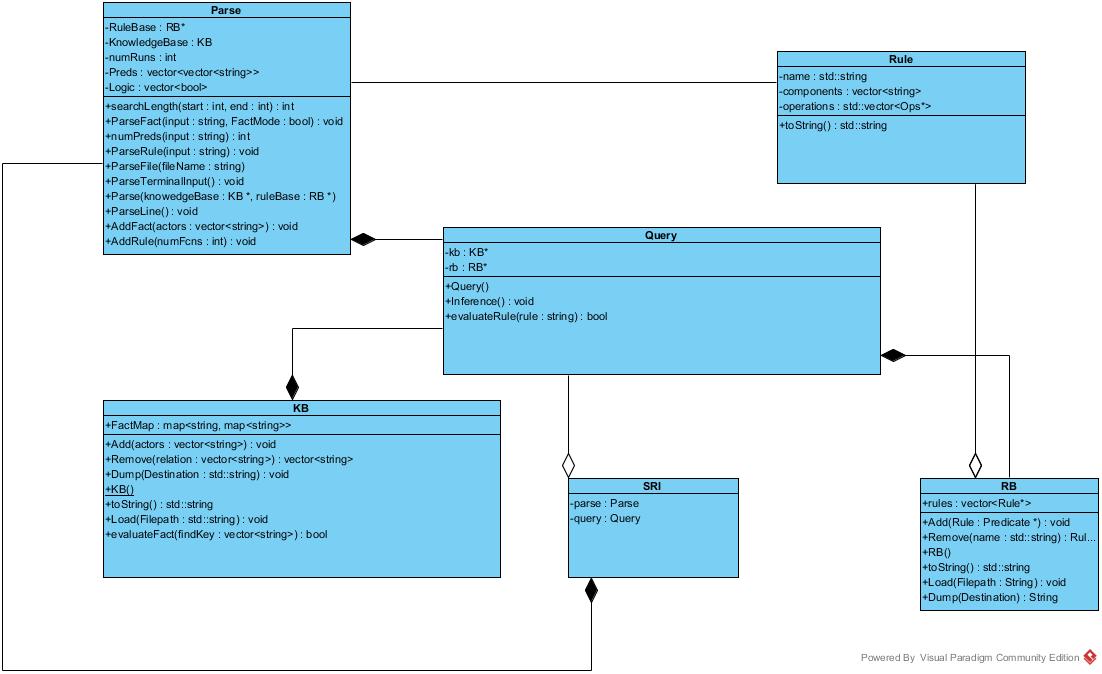 Parse
-RuleBase : RB*
-KnowledgeBase : KB
-numRuns : int
-Preds : vector<vector<string>>
-Logic : vector<bool>
+searchLength(start : int, end : int) : int
+ParseFact(input : string, FactMode : bool) : void
+numPreds(input : string) : int
+ParseRule(input : string) : void
+ParseFile(fileName : string)
+ParseTerminalInput() : void
+Parse(knowedgeBase : KB *, ruleBase : RB *)
+ParseLine() : void
+AddFact(actors : vector<string>) : void
+AddRule(numFcns : int) : void
Rule
-name : std::string
-components : vector<string>
-operations : std::vector<Ops*>
+toString() : std::string
Query
-kb : KB*
-rb : RB*
+Query()
+Inference() : void
+evaluateRule(rule : string) : bool
KB
+FactMap : map<string, map<string>>
+Add(actors : vector<string>) : void
+Remove(relation : vector<string>) : vector<string>
+Dump(Destination : std::string) : void
+KB()
+toString() : std::string
+Load(Filepath : std::string) : void
+evaluateFact(findKey : vector<string>) : bool
SRI
-parse : Parse
-query : Query
RB
+rules : vector<Rule*>
+Add(Rule : Predicate *) : void
+Remove(name : std::string) : Rul...
+RB()
+toString() : std::string
+Load(Filepath : String) : void
+Dump(Destination) : String
Powered By Visual Paradigm Community Edition